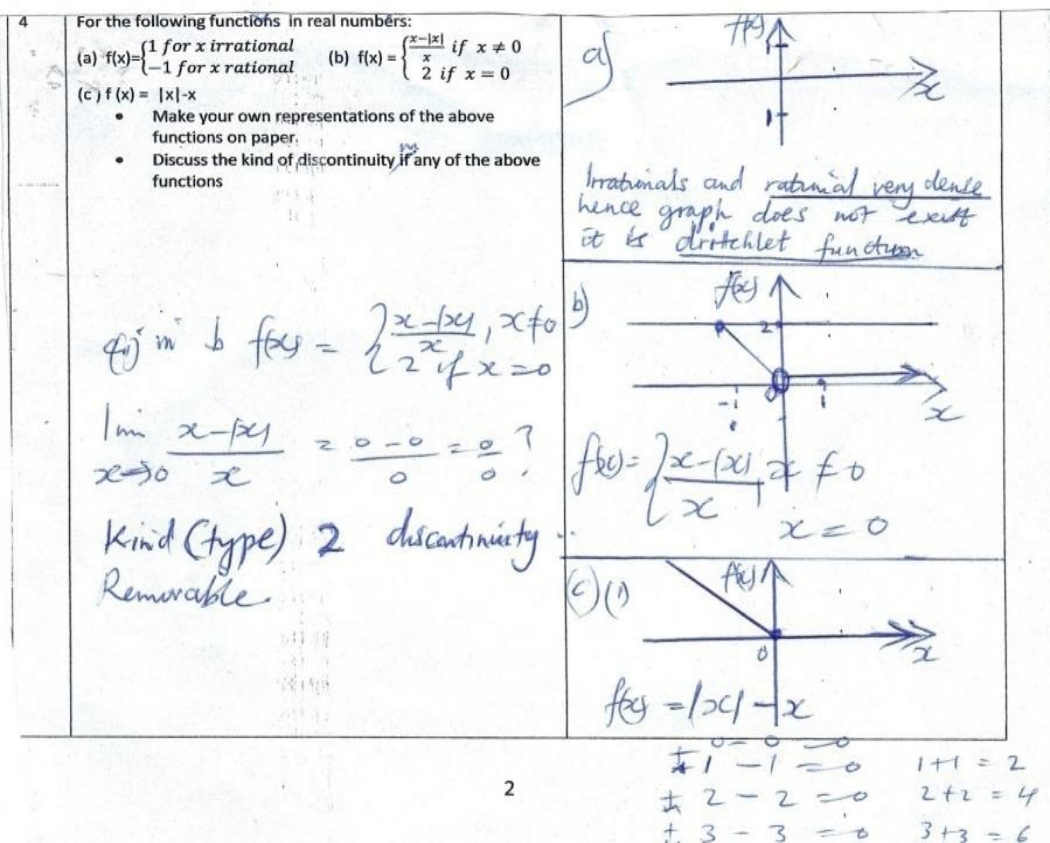 4
For the following functions in real numbers:
(a) f(x)={1 for x irrational
-1 for x rational
(b) f(x) = {x-|x|/x if x ≠ 0
2 if x = 0
(c) f (x) = |x|-x
• Make your own representations of the above
functions on paper.
• Discuss the kind of discontinuity if any of the above
functions
in b f(x) = {x-|x|/x, x≠0
2 if x=0
lim x→0 x-|x|/x = 0-0/0 = 0/0 ?
Kind (type) 2 discontinuity
Removable.
a)
f(x)
1
x
1
Irrationals and rational very dense
hence graph does not exist
it is dritchlet function
b)
f(x)
2
0
-1
1
x
f(x)= {x-|x|/x, x ≠ 0
x = 0
(c) (1)
f(x)
0
x
f(x) = |x| - x
0 - 0 = 0
± 1 - 1 = 0 1+1 = 2
± 2 - 2 = 0 2+2 = 4
± 3 - 3 = 0 3+3 = 6
2